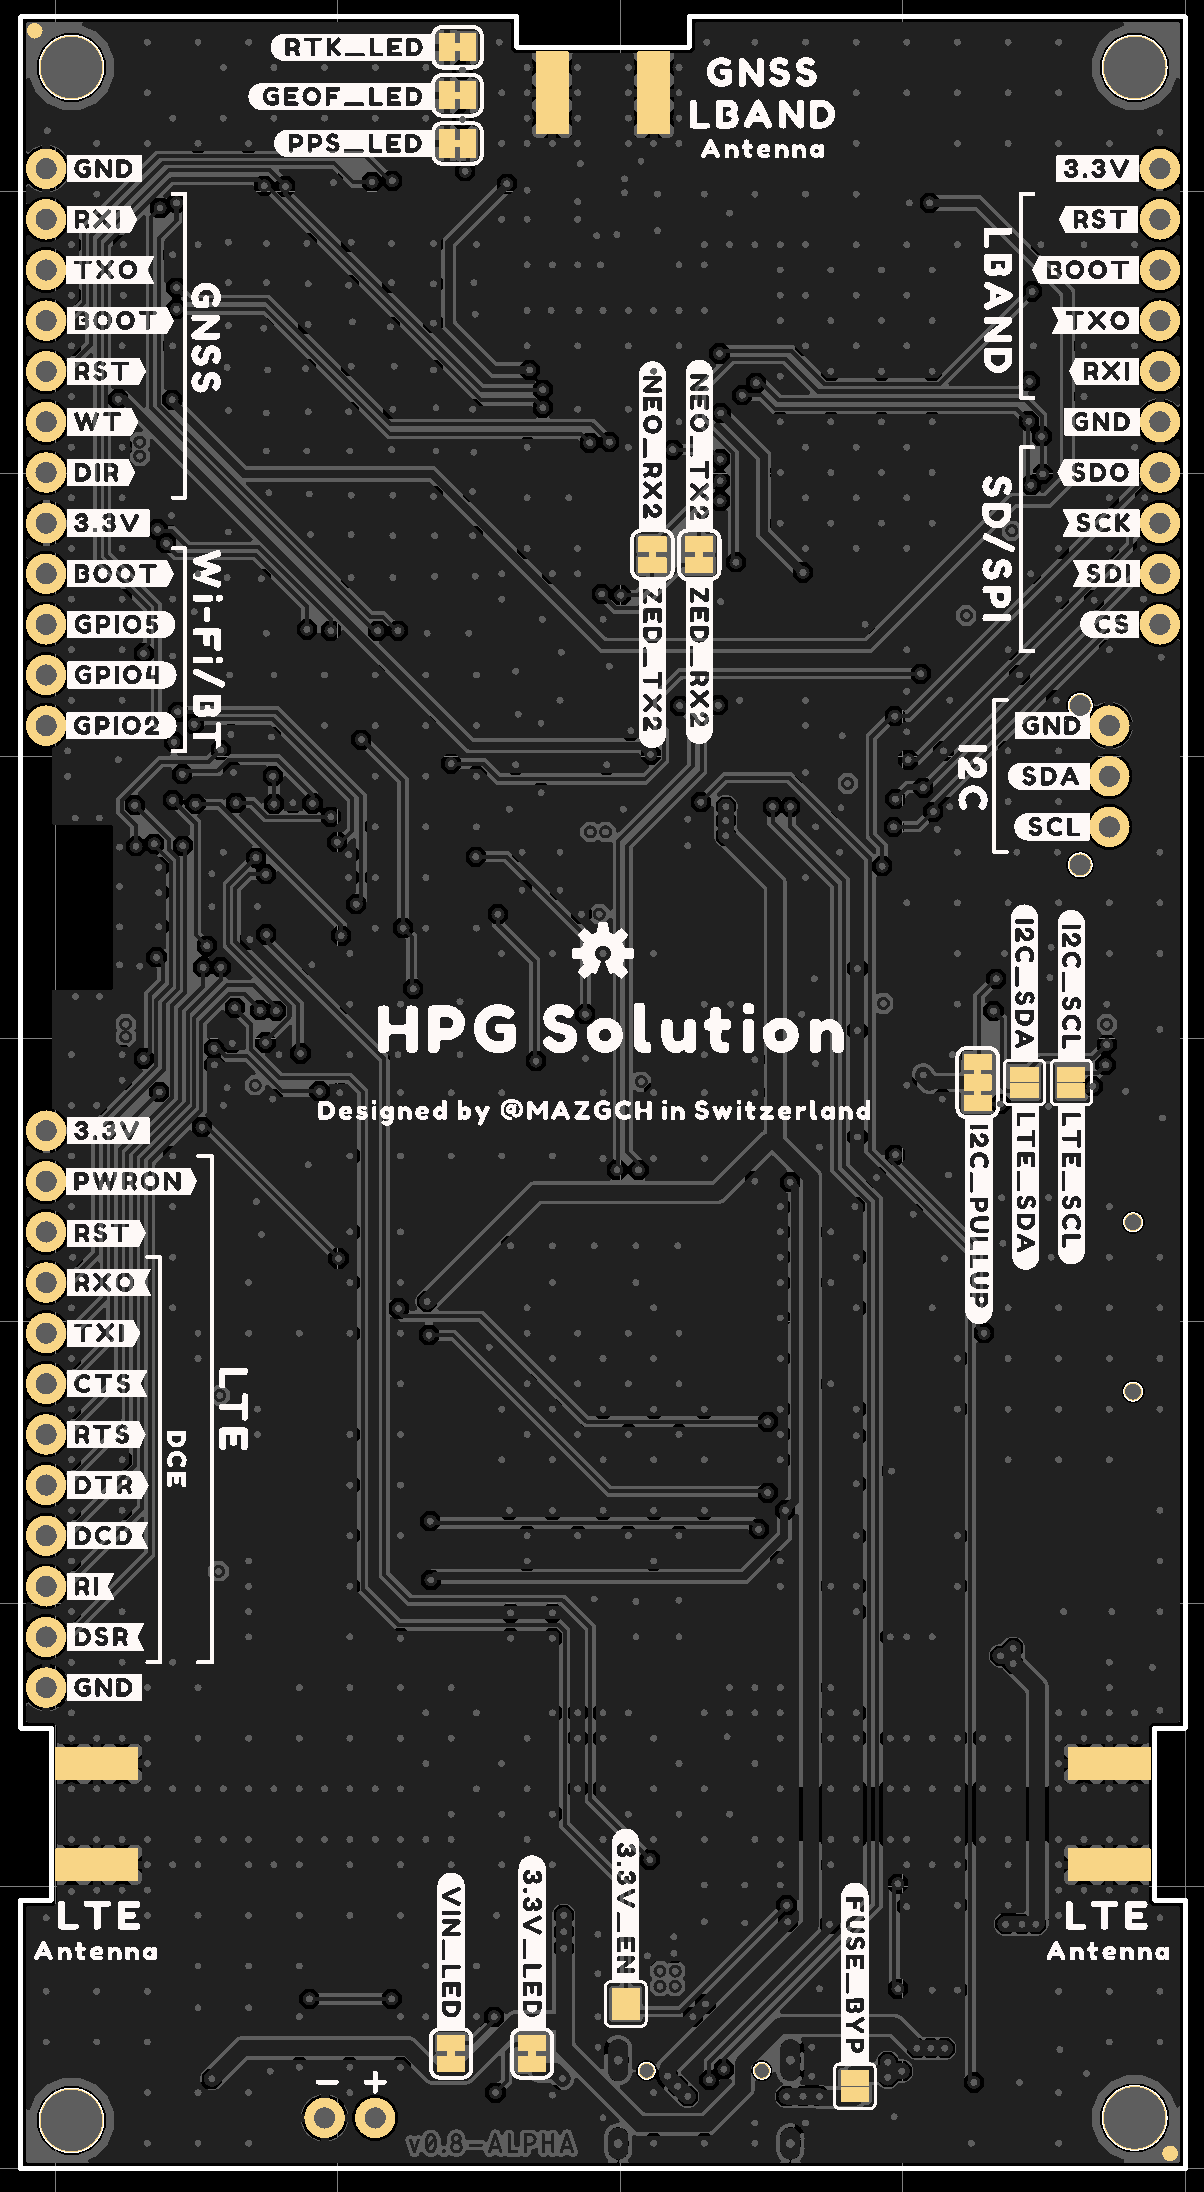 RTK_LED
GEOF_LED
PPS_LED
GNSS
LBAND
Antenna
GND
RXI
TXO
BOOT
RST
WT
DIR
GNSS
3.3V
BOOT
GPIO5
GPIO4
GPIO2
Wi-Fi/BT
3.3V
RST
BOOT
TXO
RXI
GND
LBAND
SDO
SCK
SDI
CS
SD/SPI
GND
SDA
SCL
I2C
NEO_RX2
NEO_TX2
ZED_TX2
ZED_RX2
I2C_SDA
I2C_SCL
I2C_PULLUP
LTE_SDA
LTE_SCL
HPG Solution
Designed by @MAZGCH in Switzerland
3.3V
PWRON
RST
RXO
TXI
CTS
RTS
DTR
DCD
RI
DSR
GND
DCE
LTE
LTE
Antenna
VIN_LED
3.3V_LED
3.3V_EN
FUSE_BYP
LTE
Antenna
- +
v0.8-ALPHA